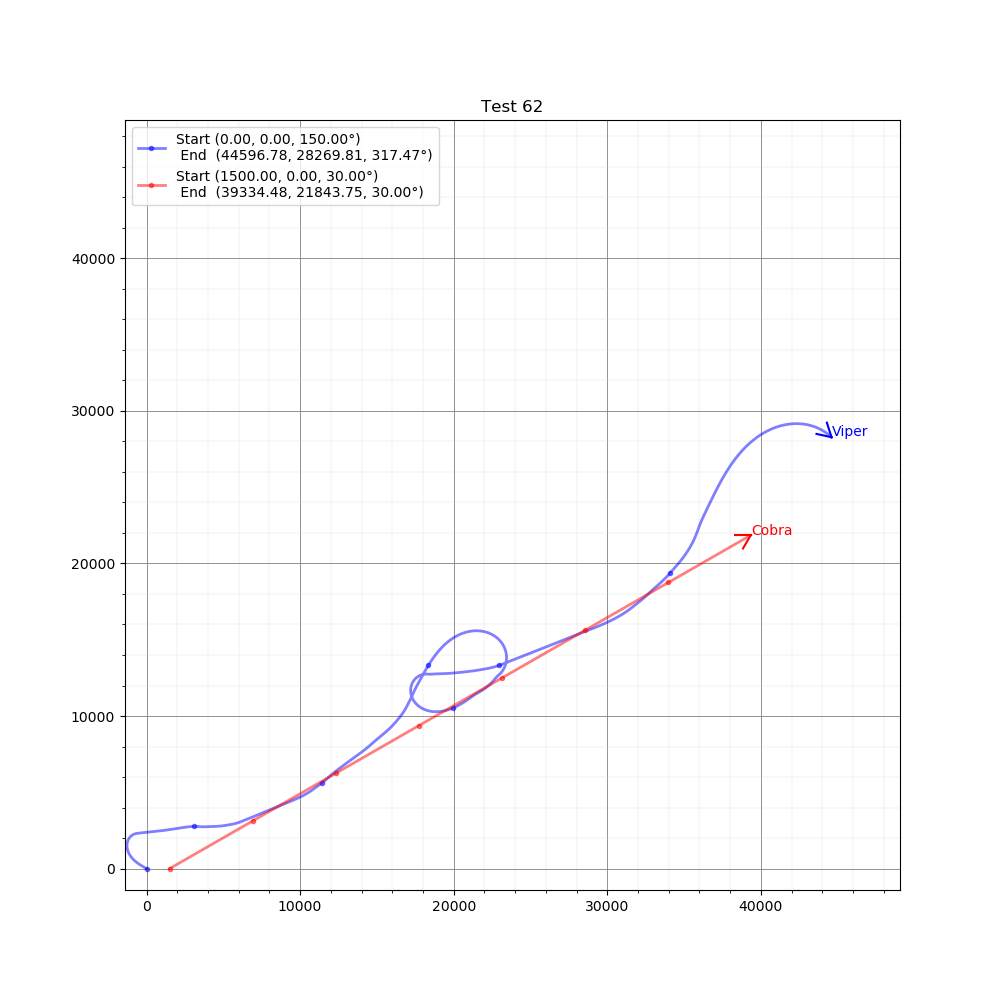 Test 62
Start (0.00, 0.00, 150.00°)
End (44596.78, 28269.81, 317.47°)
Start (1500.00, 0.00, 30.00°)
End (39334.48, 21843.75, 30.00°)
40000
30000
Viper
Cobra
20000
10000
0
0 10000 20000 30000 40000